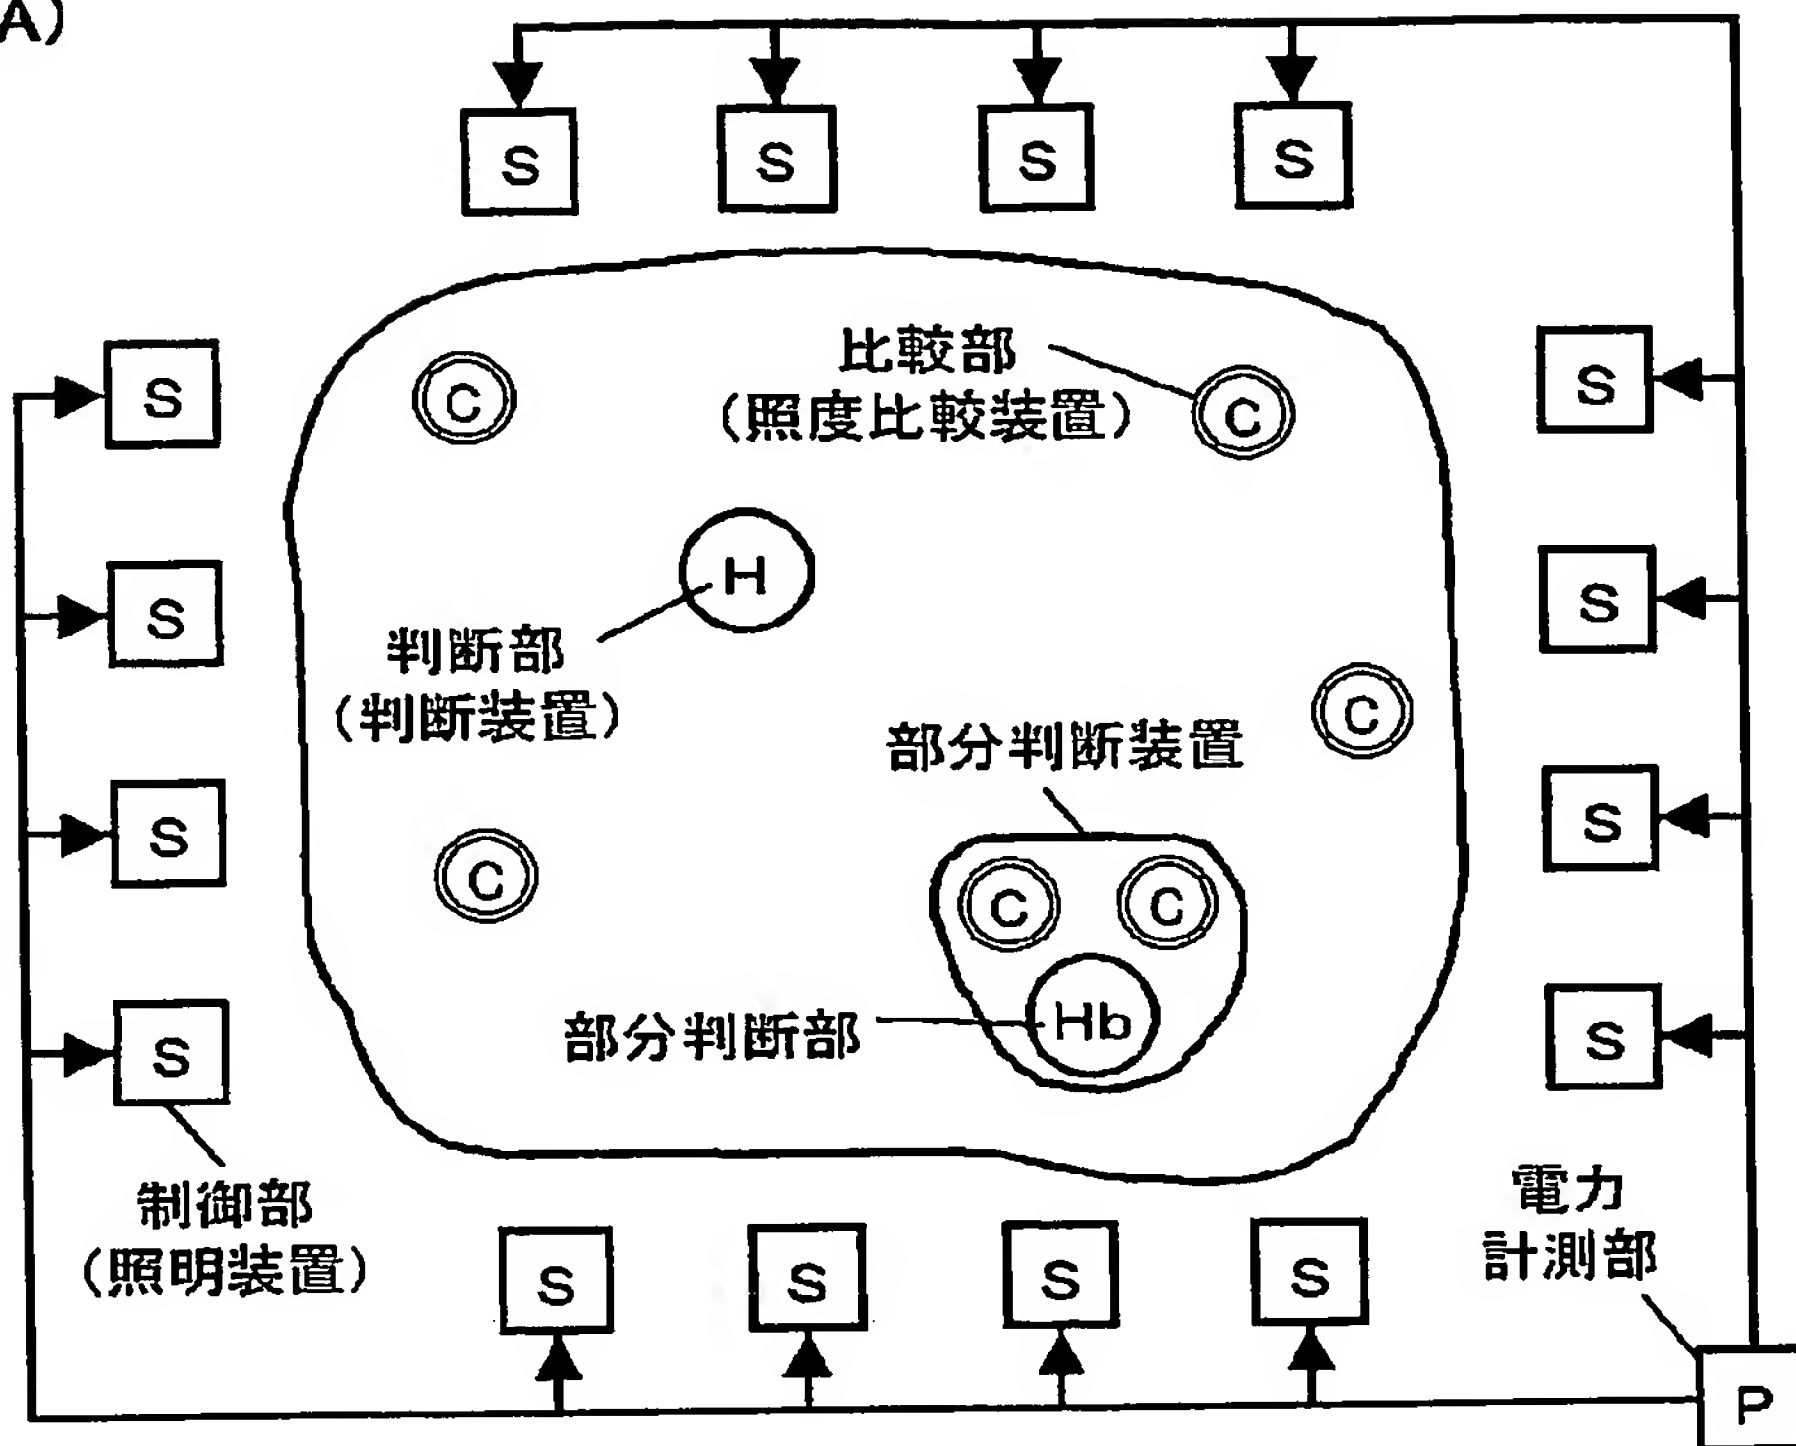 A)
S S S S
比較部
(照度比較装置)
S C C S
H
S S
判断部
(判断装置)
C
部分判断装置
S S
C C C
部分判断部 Hb
S S
制御部
(照明装置)
電力
計測部
S S S S
P